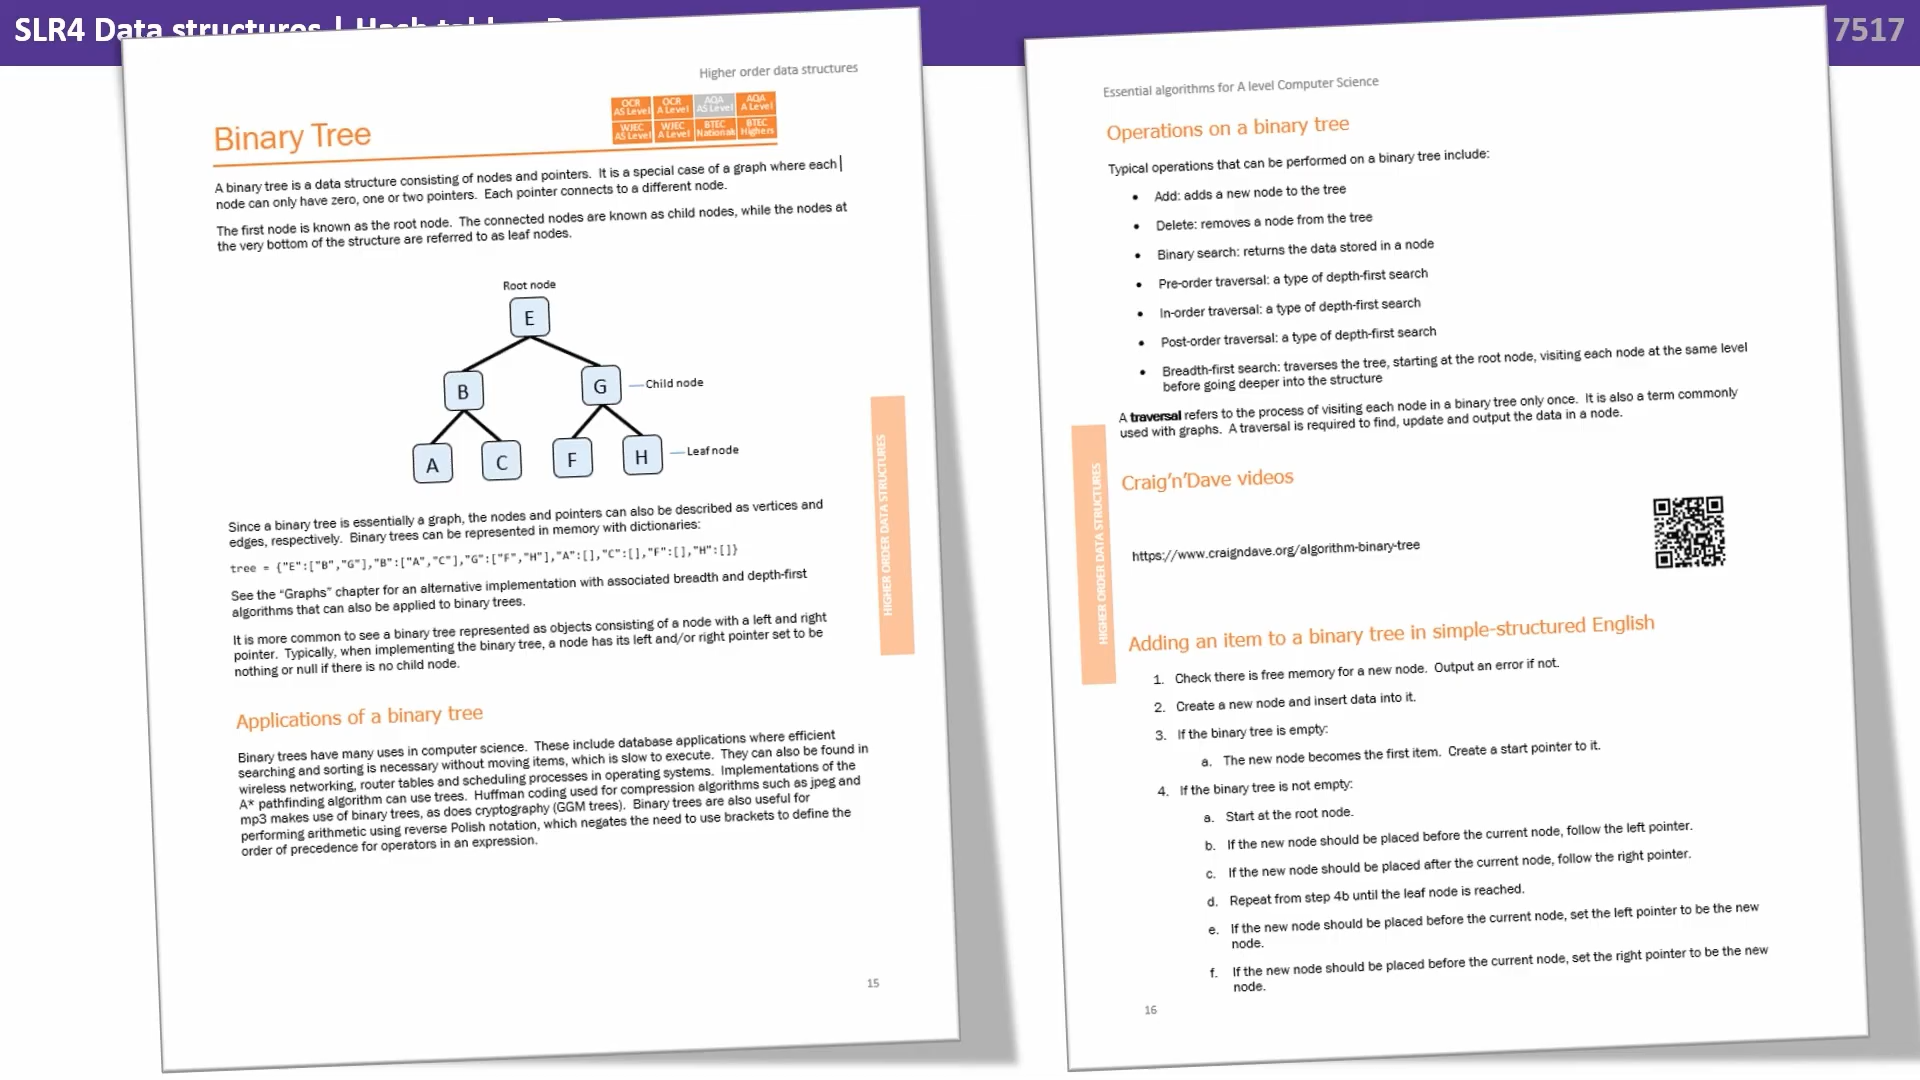 SLR4 Data structures | Hash
7517
Higher order data structures
OCR AS Level
OCR A Level
AQA AS Level
AQA A Level
WJEC AS Level
WJEC A Level
BTEC Nationals
BTEC Highers
Binary Tree
A binary tree is a data structure consisting of nodes and pointers. It is a special case of a graph where each
node can only have zero, one or two pointers. Each pointer connects to a different node.
The first node is known as the root node. The connected nodes are known as child nodes, while the nodes at
the very bottom of the structure are referred to as leaf nodes.
Root node
E
B
G
Child node
A
C
F
H
Leaf node
Since a binary tree is essentially a graph, the nodes and pointers can also be described as vertices and
edges, respectively. Binary trees can be represented in memory with dictionaries:
tree = {"E":["B","G"],"B":["A","C"],"G":["F","H"],"A":[],"C":[],"F":[],"H":[]}
See the "Graphs" chapter for an alternative implementation with associated breadth and depth-first
algorithms that can also be applied to binary trees.
It is more common to see a binary tree represented as objects consisting of a node with a left and right
pointer. Typically, when implementing the binary tree, a node has its left and/or right pointer set to be
nothing or null if there is no child node.
Applications of a binary tree
Binary trees have many uses in computer science. These include database applications where efficient
searching and sorting is necessary without moving items, which is slow to execute. They can also be found in
wireless networking, router tables and scheduling processes in operating systems. Implementations of the
A* pathfinding algorithm can use trees. Huffman coding used for compression algorithms such as jpeg and
mp3 makes use of binary trees, as does cryptography (GGM trees). Binary trees are also useful for
performing arithmetic using reverse Polish notation, which negates the need to use brackets to define the
order of precedence for operators in an expression.
HIGHER ORDER DATA STRUCTURES
15
Essential algorithms for A level Computer Science
Operations on a binary tree
Typical operations that can be performed on a binary tree include:
• Add: adds a new node to the tree
• Delete: removes a node from the tree
• Binary search: returns the data stored in a node
• Pre-order traversal: a type of depth-first search
• In-order traversal: a type of depth-first search
• Post-order traversal: a type of depth-first search
• Breadth-first search: traverses the tree, starting at the root node, visiting each node at the same level
before going deeper into the structure
A traversal refers to the process of visiting each node in a binary tree only once. It is also a term commonly
used with graphs. A traversal is required to find, update and output the data in a node.
Craig'n'Dave videos
https://www.craigndave.org/algorithm-binary-tree
HIGHER ORDER DATA STRUCTURES
Adding an item to a binary tree in simple-structured English
1. Check there is free memory for a new node. Output an error if not.
2. Create a new node and insert data into it.
3. If the binary tree is empty:
a. The new node becomes the first item. Create a start pointer to it.
4. If the binary tree is not empty:
a. Start at the root node.
b. If the new node should be placed before the current node, follow the left pointer.
c. If the new node should be placed after the current node, follow the right pointer.
d. Repeat from step 4b until the leaf node is reached.
e. If the new node should be placed before the current node, set the left pointer to be the new
node.
f. If the new node should be placed before the current node, set the right pointer to be the new
node.
16